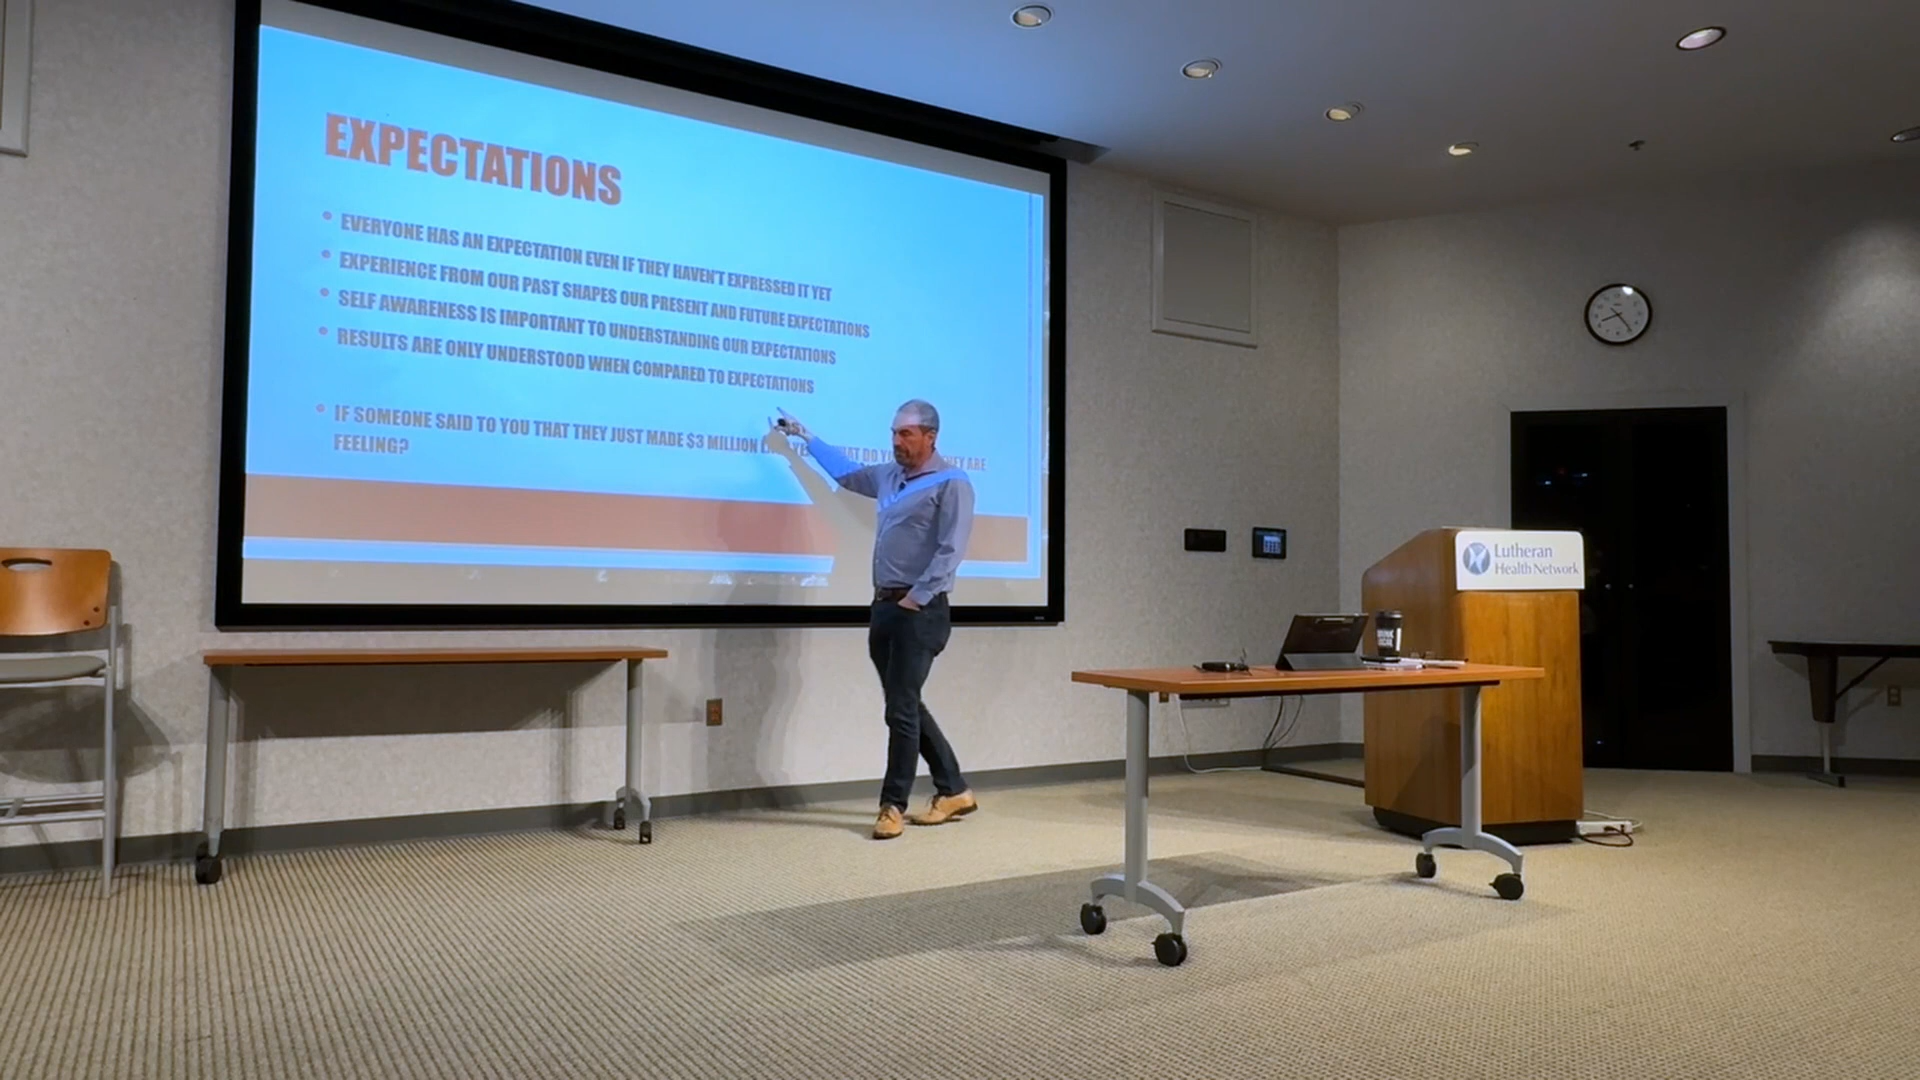 EXPECTATIONS
• EVERYONE HAS AN EXPECTATION EVEN IF THEY HAVEN'T EXPRESSED IT YET
• EXPERIENCE FROM OUR PAST SHAPES OUR PRESENT AND FUTURE EXPECTATIONS
• SELF AWARENESS IS IMPORTANT TO UNDERSTANDING OUR EXPECTATIONS
• RESULTS ARE ONLY UNDERSTOOD WHEN COMPARED TO EXPECTATIONS
• IF SOMEONE SAID TO YOU THAT THEY JUST MADE $3 MILLION DO ARE
FEELING?
Lutheran
Health Network